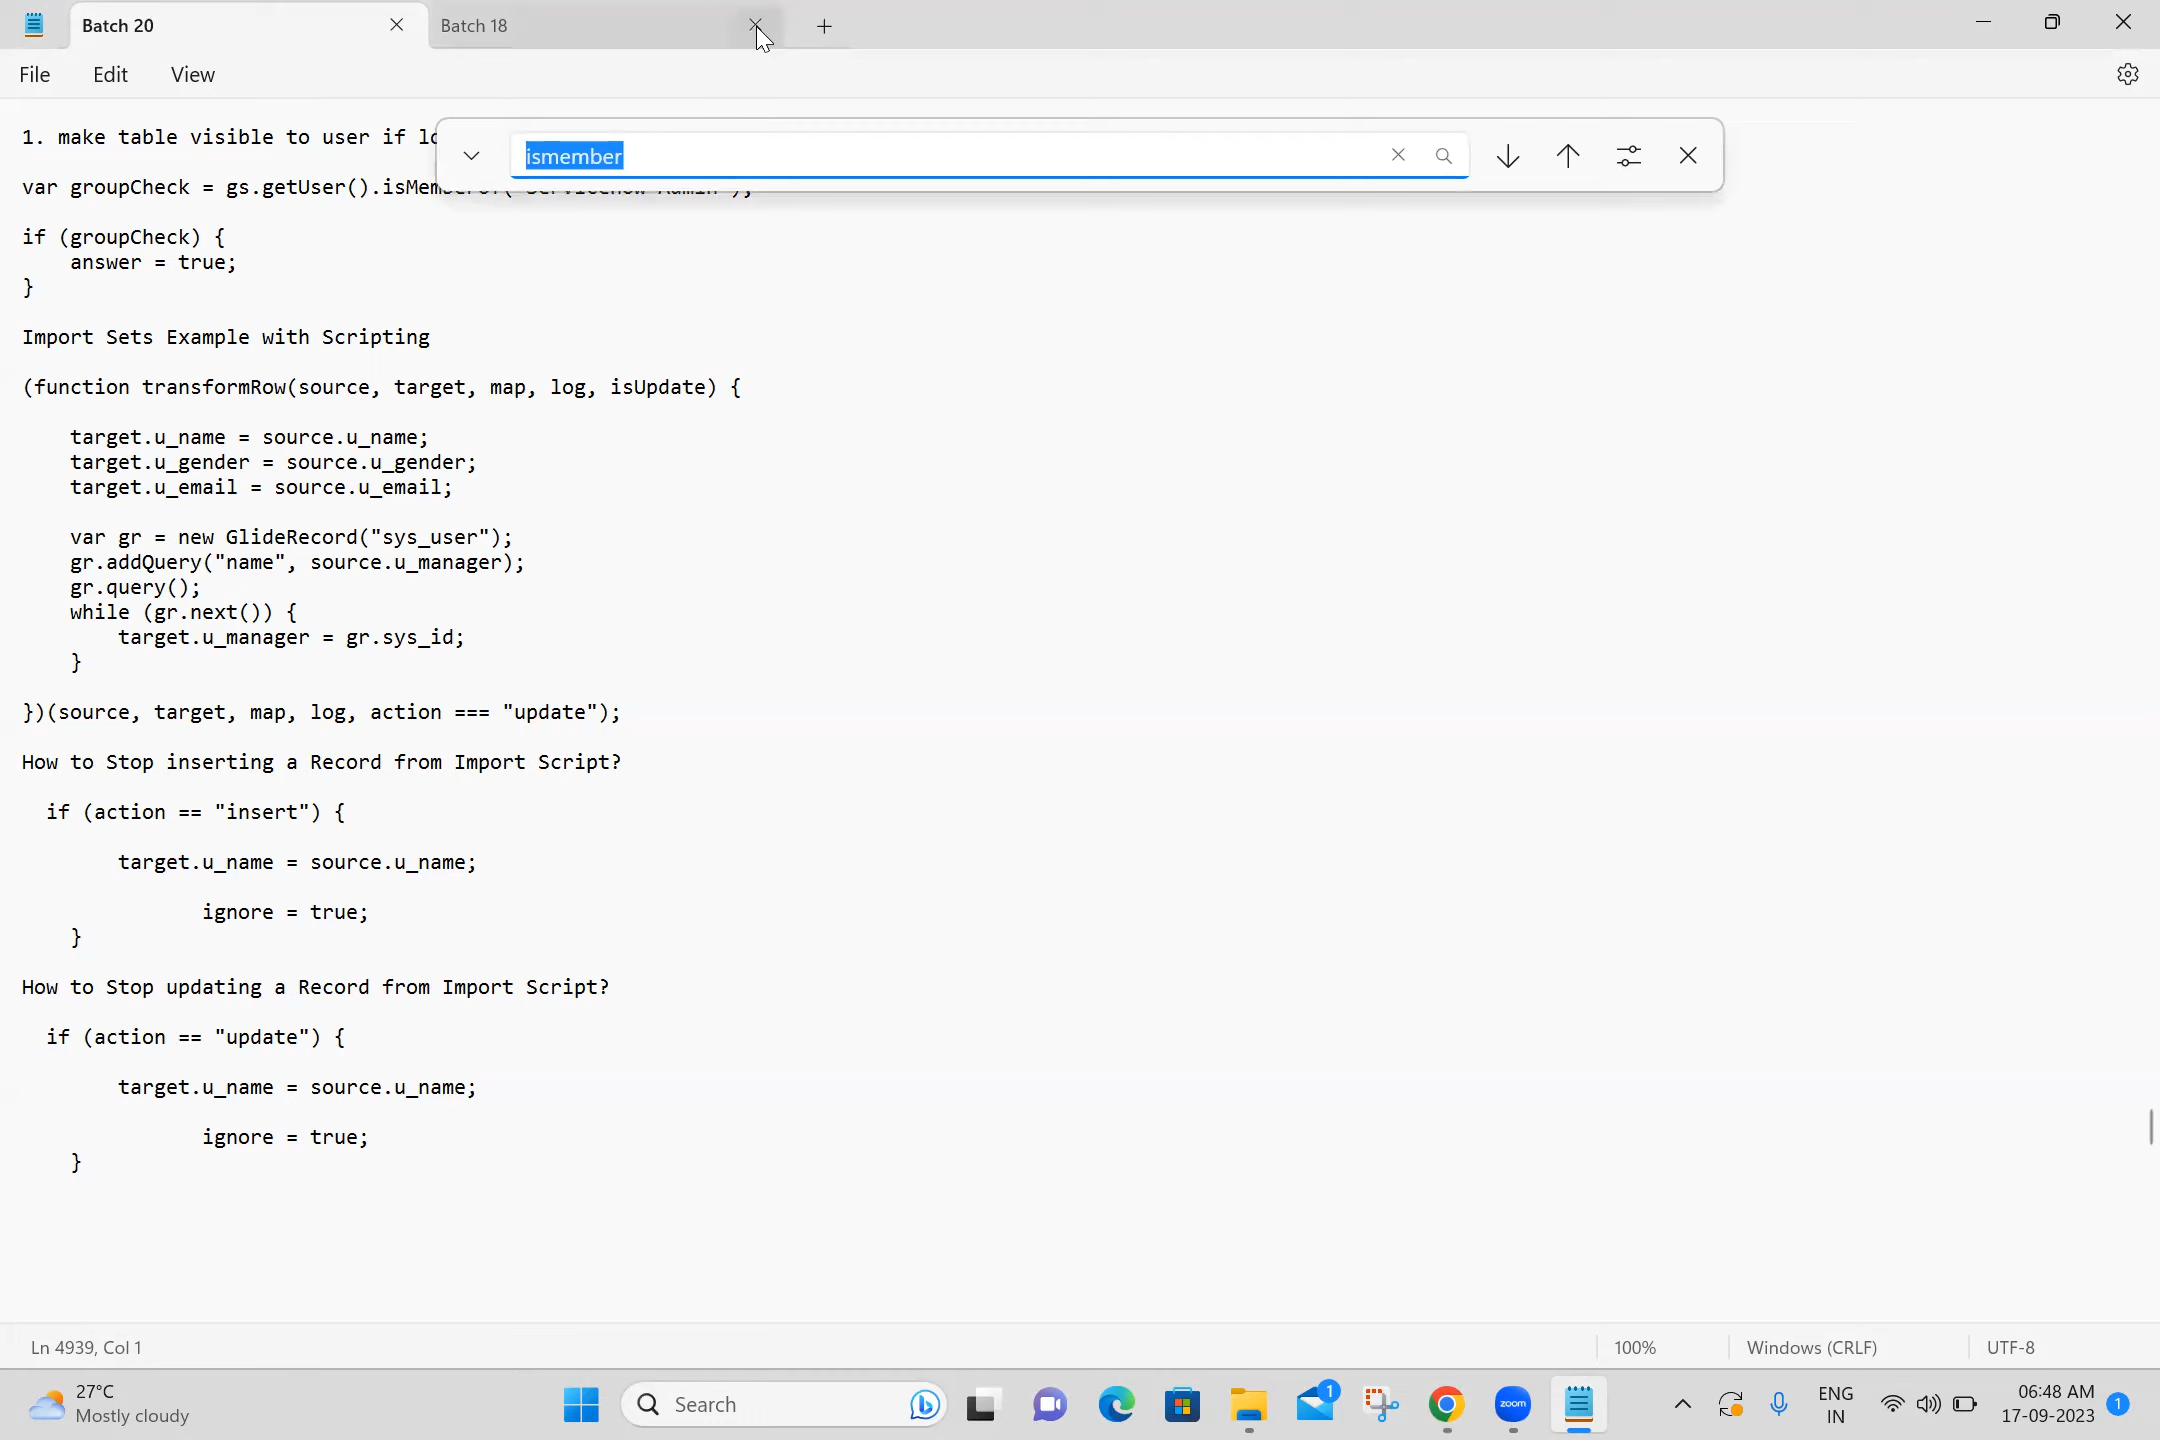 Batch 20
Batch 18
File Edit View
ismember
1. make table visible to user if
var groupCheck = gs.getUser().isMemberOf("ServiceNow Admin");
if (groupCheck) {
answer = true;
}
Import Sets Example with Scripting
(function transformRow(source, target, map, log, isUpdate) {
target.u_name = source.u_name;
target.u_gender = source.u_gender;
target.u_email = source.u_email;
var gr = new GlideRecord("sys_user");
gr.addQuery("name", source.u_manager);
gr.query();
while (gr.next()) {
target.u_manager = gr.sys_id;
}
})(source, target, map, log, action === "update");
How to Stop inserting a Record from Import Script?
if (action == "insert") {
target.u_name = source.u_name;
ignore = true;
}
How to Stop updating a Record from Import Script?
if (action == "update") {
target.u_name = source.u_name;
ignore = true;
}
Ln 4939, Col 1
100%
Windows (CRLF)
UTF-8
27°C
Mostly cloudy
Search
1
zoom
ENG
IN
06:48 AM
17-09-2023
1